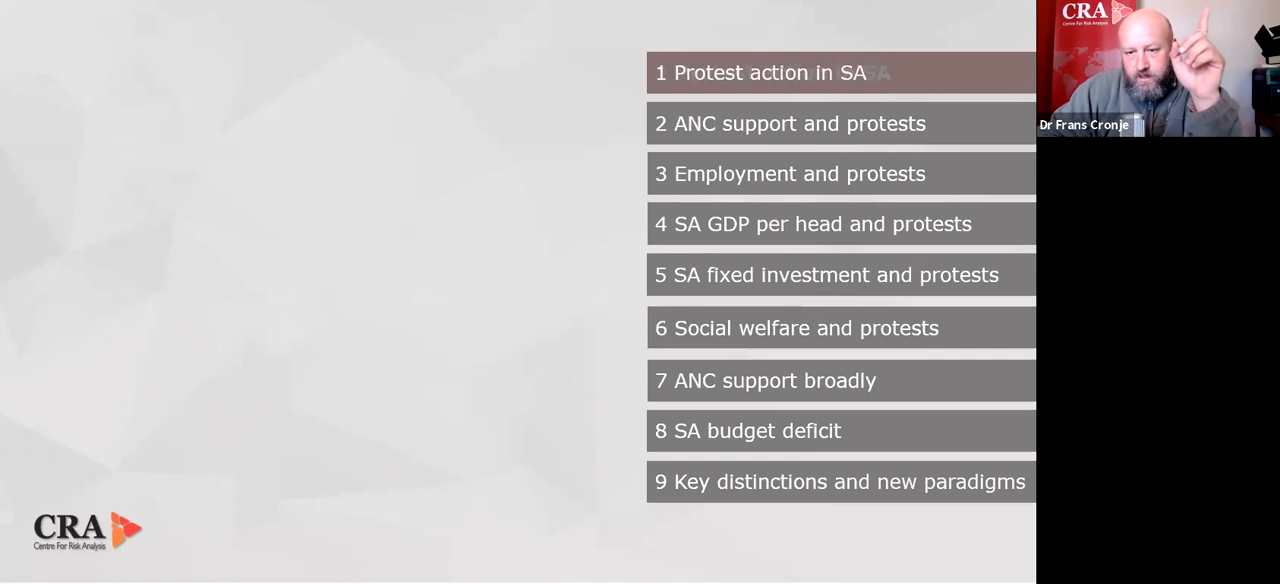 1 Protest action in SA
2 ANC support and protests
3 Employment and protests
4 SA GDP per head and protests
5 SA fixed investment and protests
6 Social welfare and protests
7 ANC support broadly
8 SA budget deficit
9 Key distinctions and new paradigms
CRA
Centre For Risk Analysis
CRA
Centre For Risk Analysis
Dr Frans Cronje